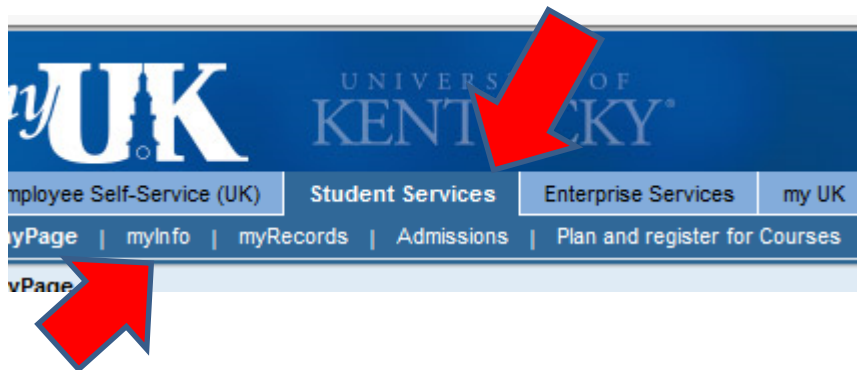 myUK
UNIVERS OF
KENT CKY®
mployee Self-Service (UK) Student Services Enterprise Services my UK
yPage | myInfo | myRecords | Admissions | Plan and register for Courses
yPage